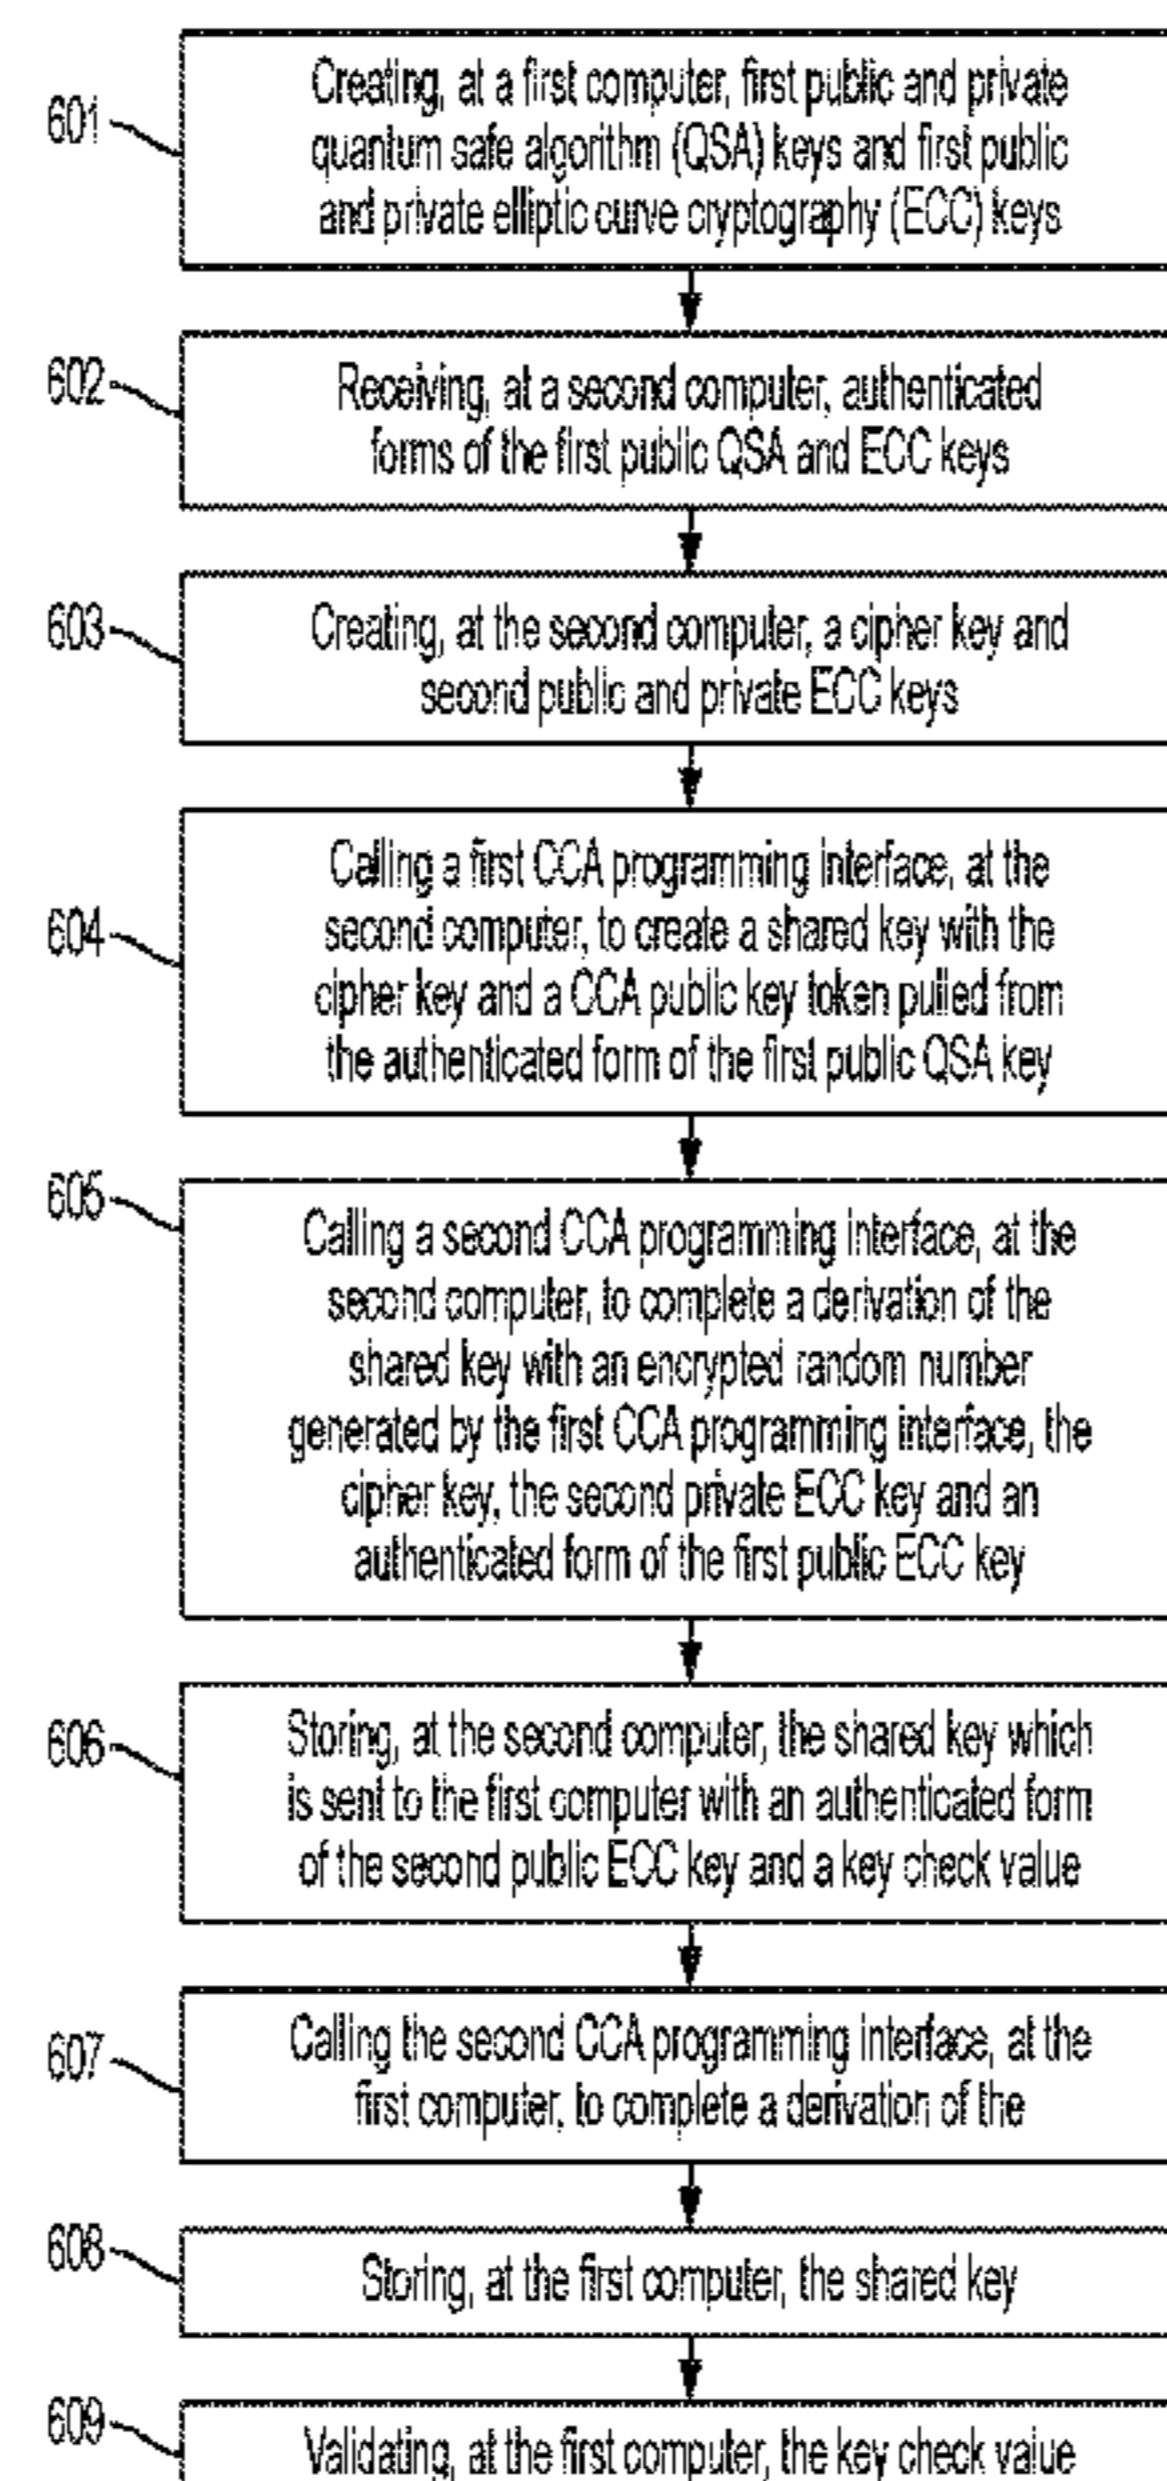 601
Creating, at a first computer, first public and private
quantum safe algorithm (QSA) keys and first public
and private elliptic curve cryptography (ECC) keys
602
Receiving, at a second computer, authenticated
forms of the first public QSA and ECC keys
603
Creating, at the second computer, a cipher key and
second public and private ECC keys
604
Calling a first CCA programming interface, at the
second computer, to create a shared key with the
cipher key and a CCA public key token pulled from
the authenticated form of the first public QSA key
605
Calling a second CCA programming interface, at the
second computer, to complete a derivation of the
shared key with an encrypted random number
generated by the first CCA programming interface, the
cipher key, the second private ECC key and an
authenticated form of the first public ECC key
606
Storing, at the second computer, the shared key which
is sent to the first computer with an authenticated form
of the second public ECC key and a key check value
607
Calling the second CCA programming interface, at the
first computer, to complete a derivation of the
608
Storing, at the first computer, the shared key
609
Validating, at the first computer, the key check value